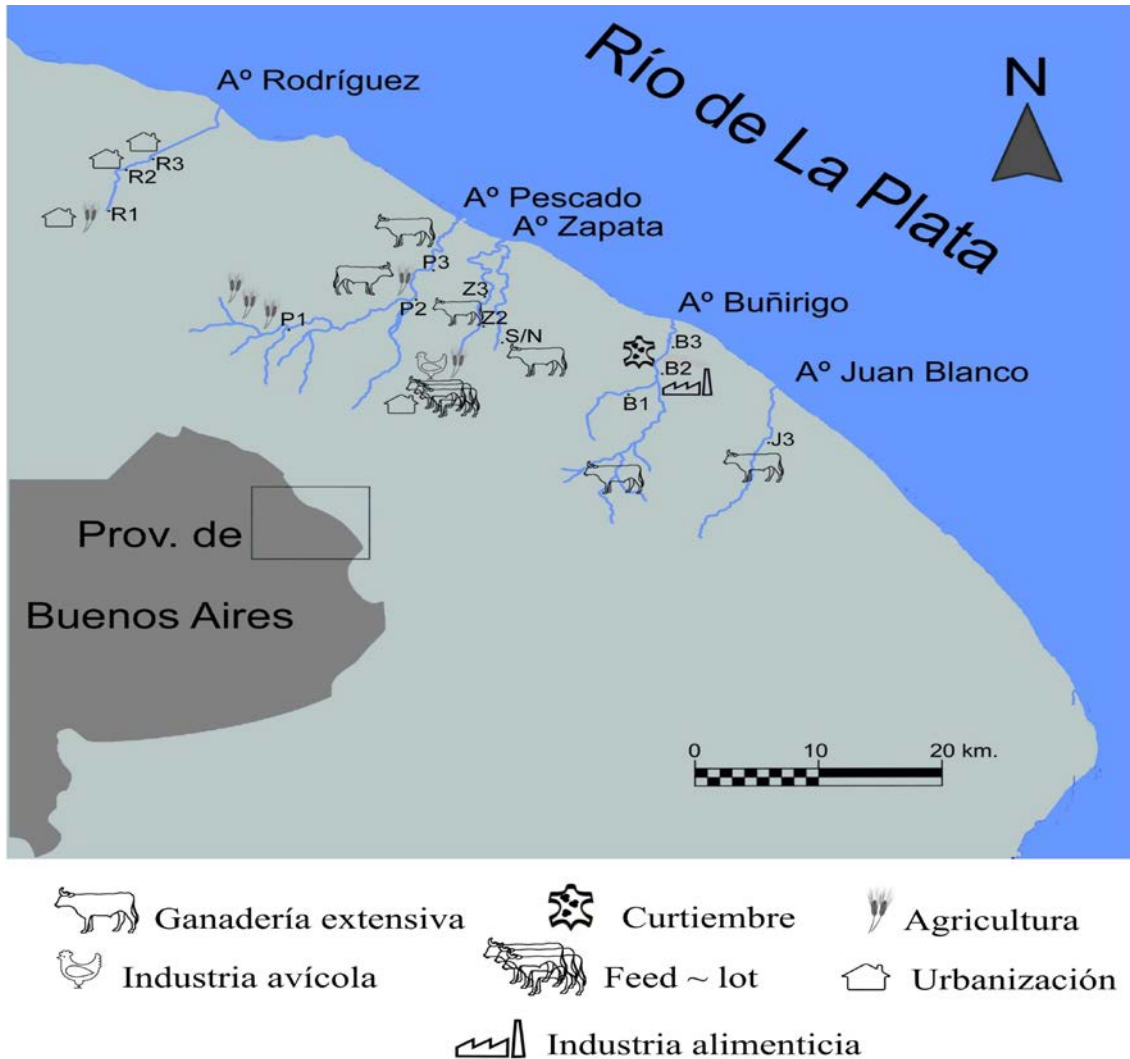 Río de La Plata
N
Aº Rodríguez
R3
R2
R1
Aº Pescado
Aº Zapata
P3
Z3
P2
Z2
P1
S/N
Aº Buñirigo
B3
B2
B1
Aº Juan Blanco
J3
Prov. de
Buenos Aires
0 10 20 km.
Ganadería extensiva
Curtiembre
Agricultura
Industria avícola
Feed ~ lot
Urbanización
Industria alimenticia